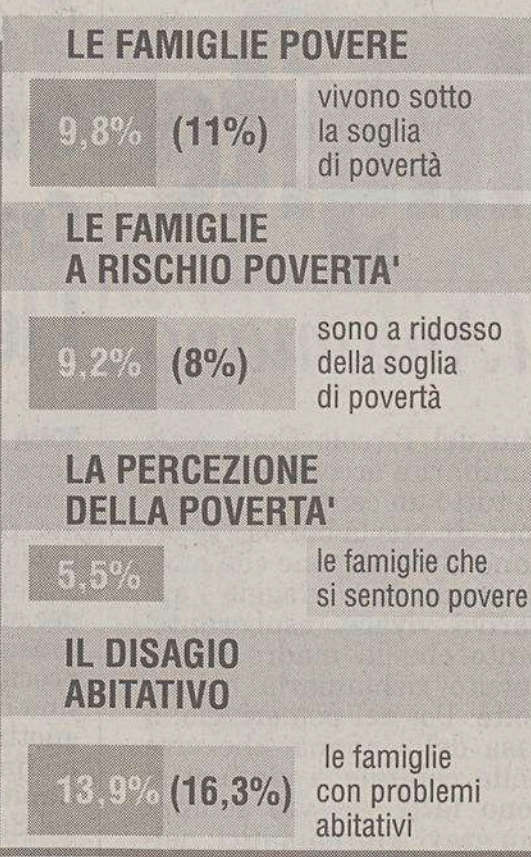 LE FAMIGLIE POVERE
9,8% (11%)
vivono sotto
la soglia
di povertà
LE FAMIGLIE
A RISCHIO POVERTA'
9,2% (8%)
sono a ridosso
della soglia
di povertà
LA PERCEZIONE
DELLA POVERTA'
5,5%
le famiglie che
si sentono povere
IL DISAGIO
ABITATIVO
13,9% (16,3%)
le famiglie
con problemi
abitativi